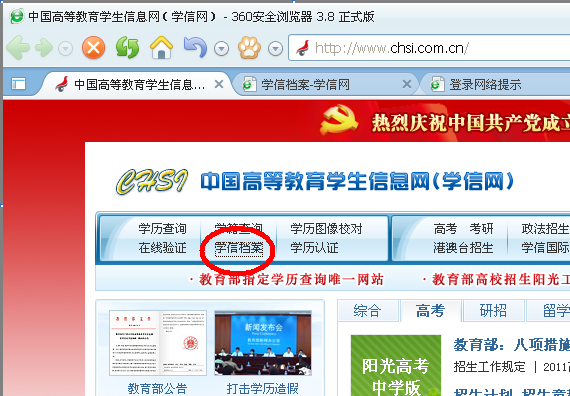 中国高等教育学生信息网（学信网） - 360安全浏览器 3.8 正式版
http://www.chsi.com.cn/
中国高等教育学生信息... 学信档案-学信网 登录网络提示
热烈庆祝中国共产党成立
CHSI 中国高等教育学生信息网(学信网)
学历查询 学籍查询 学历图像校对 高考 考研 政法招生
在线验证 学信档案 学历认证 港澳台招生 学信国际
·教育部指定学历查询唯一网站 ·教育部高校招生阳光工
综合 高考 研招 留学
新闻发布会
教育部公告 打击学历造假
阳光高考
中学版
教育部：八项措施
招生工作规定 | 2011